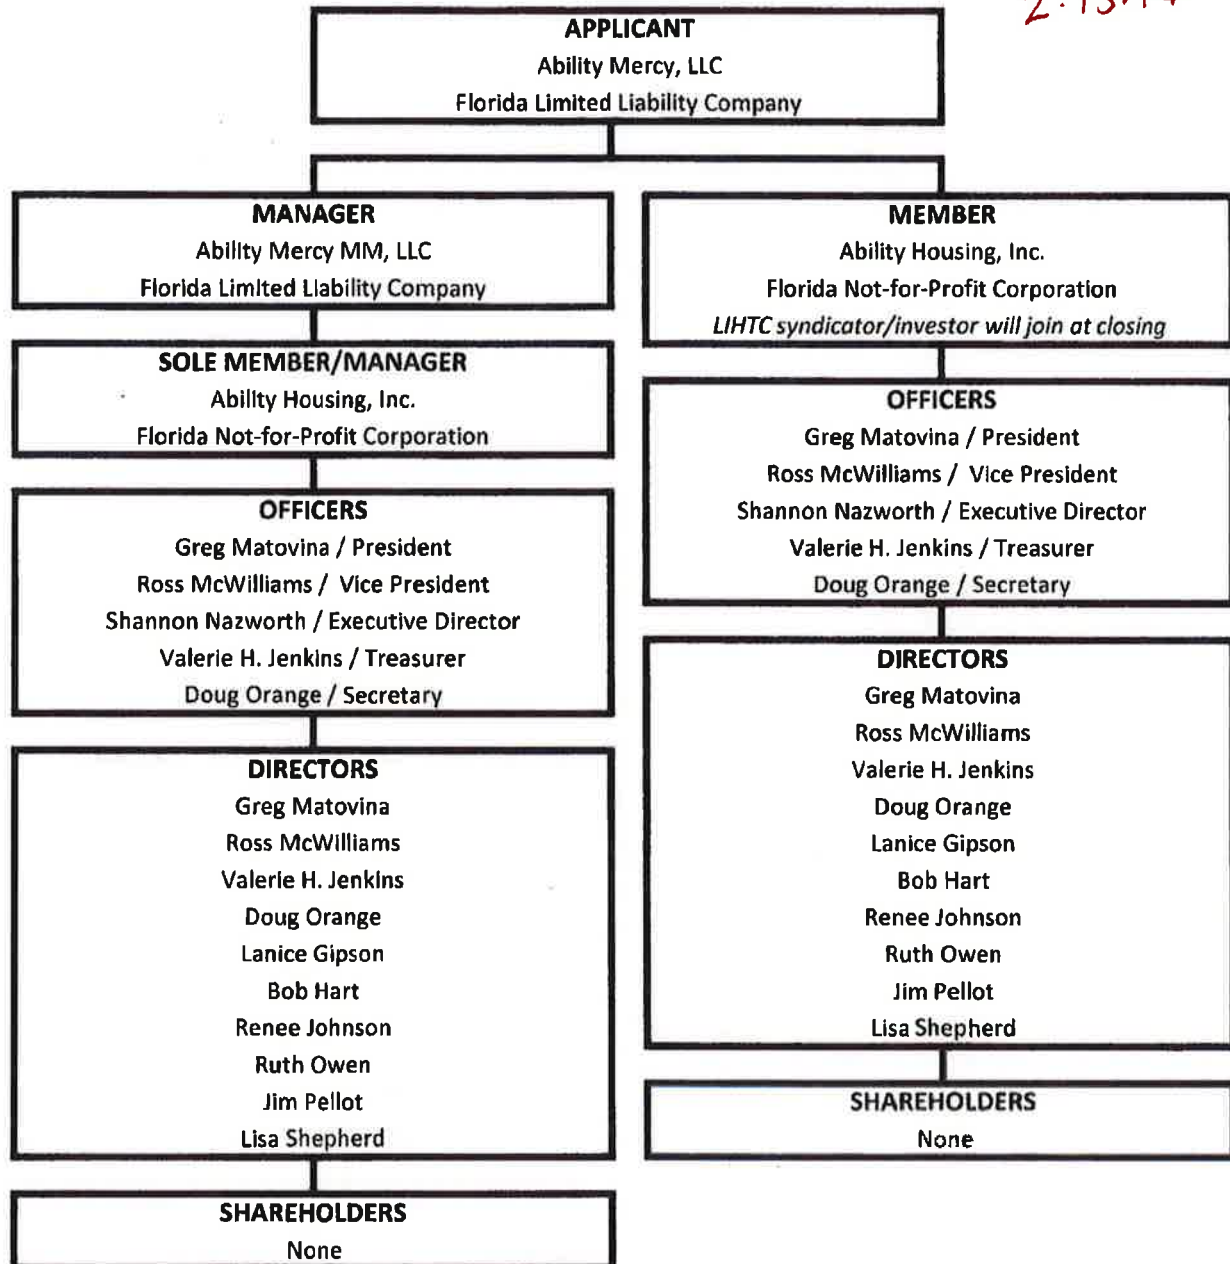 APPLICANT
Ability Mercy, LLC
Florida Limited Liability Company
MANAGER
Ability Mercy MM, LLC
Florida Limited Liability Company
SOLE MEMBER/MANAGER
Ability Housing, Inc.
Florida Not-for-Profit Corporation
OFFICERS
Greg Matovina / President
Ross McWilliams / Vice President
Shannon Nazworth / Executive Director
Valerie H. Jenkins / Treasurer
Doug Orange / Secretary
DIRECTORS
Greg Matovina
Ross McWilliams
Valerie H. Jenkins
Doug Orange
Lanice Gipson
Bob Hart
Renee Johnson
Ruth Owen
Jim Pellot
Lisa Shepherd
SHAREHOLDERS
None
MEMBER
Ability Housing, Inc.
Florida Not-for-Profit Corporation
LIHTC syndicator/investor will join at closing
OFFICERS
Greg Matovina / President
Ross McWilliams / Vice President
Shannon Nazworth / Executive Director
Valerie H. Jenkins / Treasurer
Doug Orange / Secretary
DIRECTORS
Greg Matovina
Ross McWilliams
Valerie H. Jenkins
Doug Orange
Lanice Gipson
Bob Hart
Renee Johnson
Ruth Owen
Jim Pellot
Lisa Shepherd
SHAREHOLDERS
None